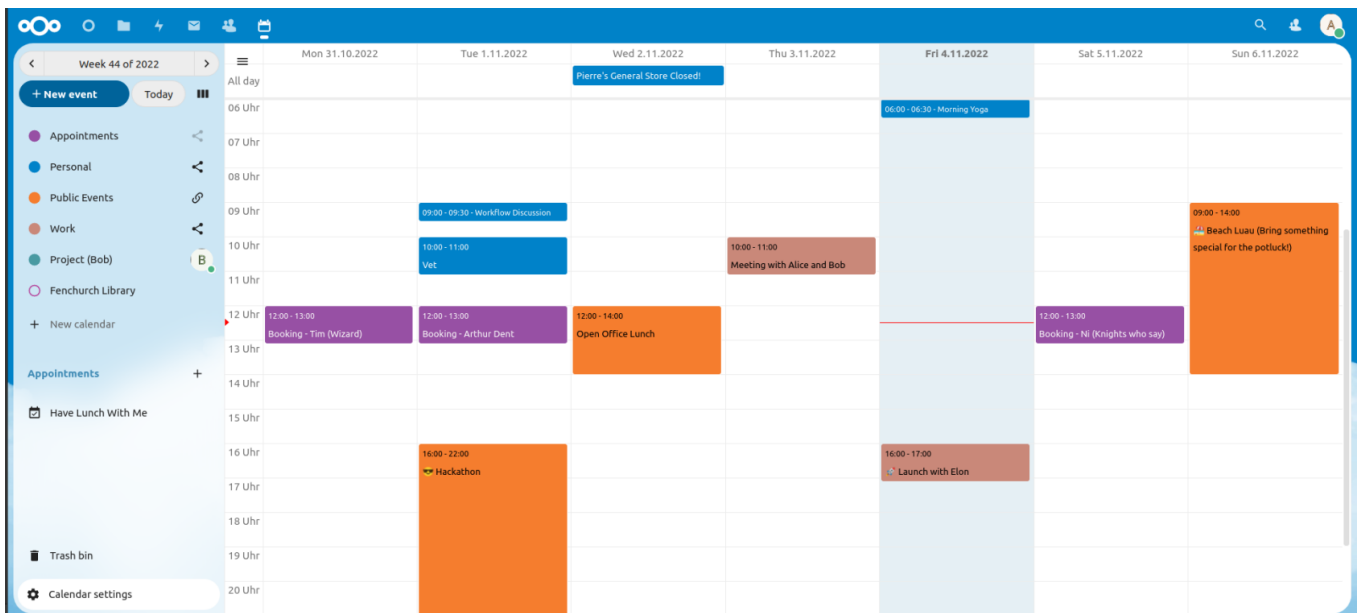 A
Week 44 of 2022
+ New event
Today
Appointments
Personal
Public Events
Work
Project (Bob)
B
Fenchurch Library
+ New calendar
Appointments
+
Have Lunch With Me
Trash bin
Calendar settings
Mon 31.10.2022
Tue 1.11.2022
Wed 2.11.2022
Thu 3.11.2022
Fri 4.11.2022
Sat 5.11.2022
Sun 6.11.2022
All day
Pierre's General Store Closed!
06 Uhr
06:00 - 06:30 - Morning Yoga
07 Uhr
08 Uhr
09 Uhr
09:00 - 09:30 - Workflow Discussion
09:00 - 14:00
🏖️ Beach Luau (Bring something
special for the potluck!)
10 Uhr
10:00 - 11:00
Vet
10:00 - 11:00
Meeting with Alice and Bob
11 Uhr
12 Uhr
12:00 - 13:00
Booking - Tim (Wizard)
12:00 - 13:00
Booking - Arthur Dent
12:00 - 14:00
Open Office Lunch
12:00 - 13:00
Booking - Ni (Knights who say)
13 Uhr
14 Uhr
15 Uhr
16 Uhr
16:00 - 22:00
😎 Hackathon
16:00 - 17:00
🚀 Launch with Elon
17 Uhr
18 Uhr
19 Uhr
20 Uhr